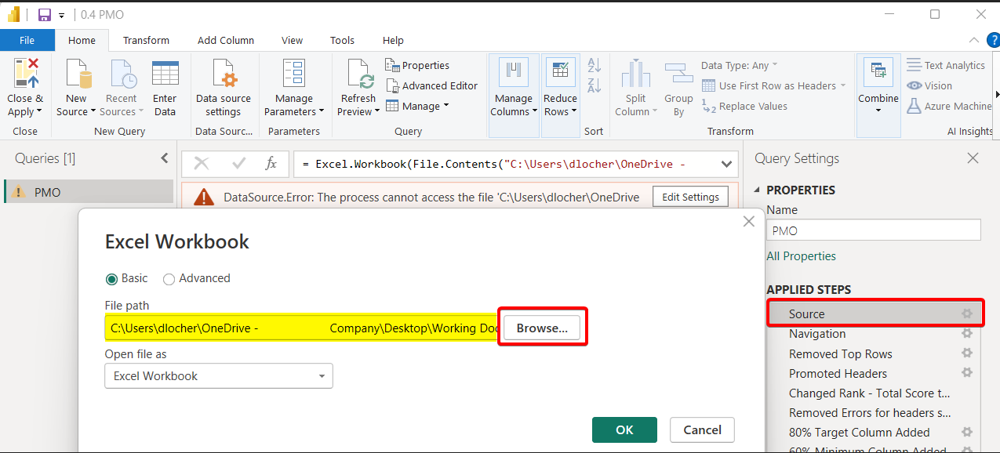 0.4 PMO
File Home Transform Add Column View Tools Help ?
Close & Apply
Close
New Source
Recent Sources
Enter Data
New Query
Data source settings
Data Sourc...
Manage Parameters
Parameters
Refresh Preview
Properties
Advanced Editor
Manage
Query
Manage Columns
Reduce Rows
A Z
Z A
Sort
Split Column
Group By
Data Type: Any
Use First Row as Headers
1 2 Replace Values
Transform
Combine
Text Analytics
Vision
Azure Machine
AI Insights
Queries [1]
fx
= Excel.Workbook(File.Contents("C:\Users\dlocher\OneDrive -
Query Settings
PMO
DataSource.Error: The process cannot access the file 'C:\Users\dlocher\OneDrive
Edit Settings
PROPERTIES
Name
PMO
All Properties
APPLIED STEPS
Source
Navigation
Removed Top Rows
Promoted Headers
Changed Rank - Total Score t...
Removed Errors for headers s...
80% Target Column Added
60% Minimum Column Added
Excel Workbook
Basic Advanced
File path
C:\Users\dlocher\OneDrive - Company\Desktop\Working Doc
Browse...
Open file as
Excel Workbook
OK Cancel